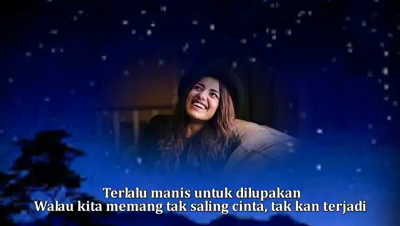 Terlalu manis untuk dilupakan
Walau kita memang tak saling cinta, tak kan terjadi